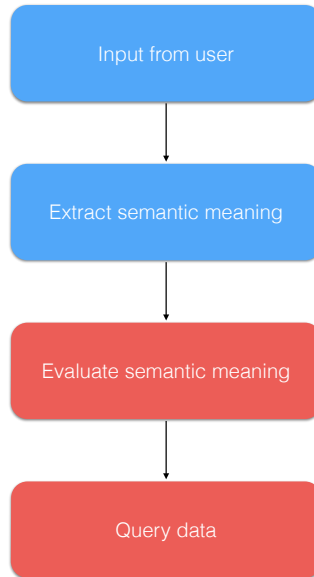 Input from user
Extract semantic meaning
Evaluate semantic meaning
Query data